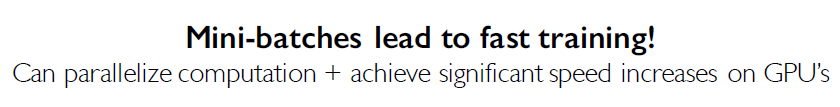 Mini-batches lead to fast training!
Can parallelize computation + achieve significant speed increases on GPU's